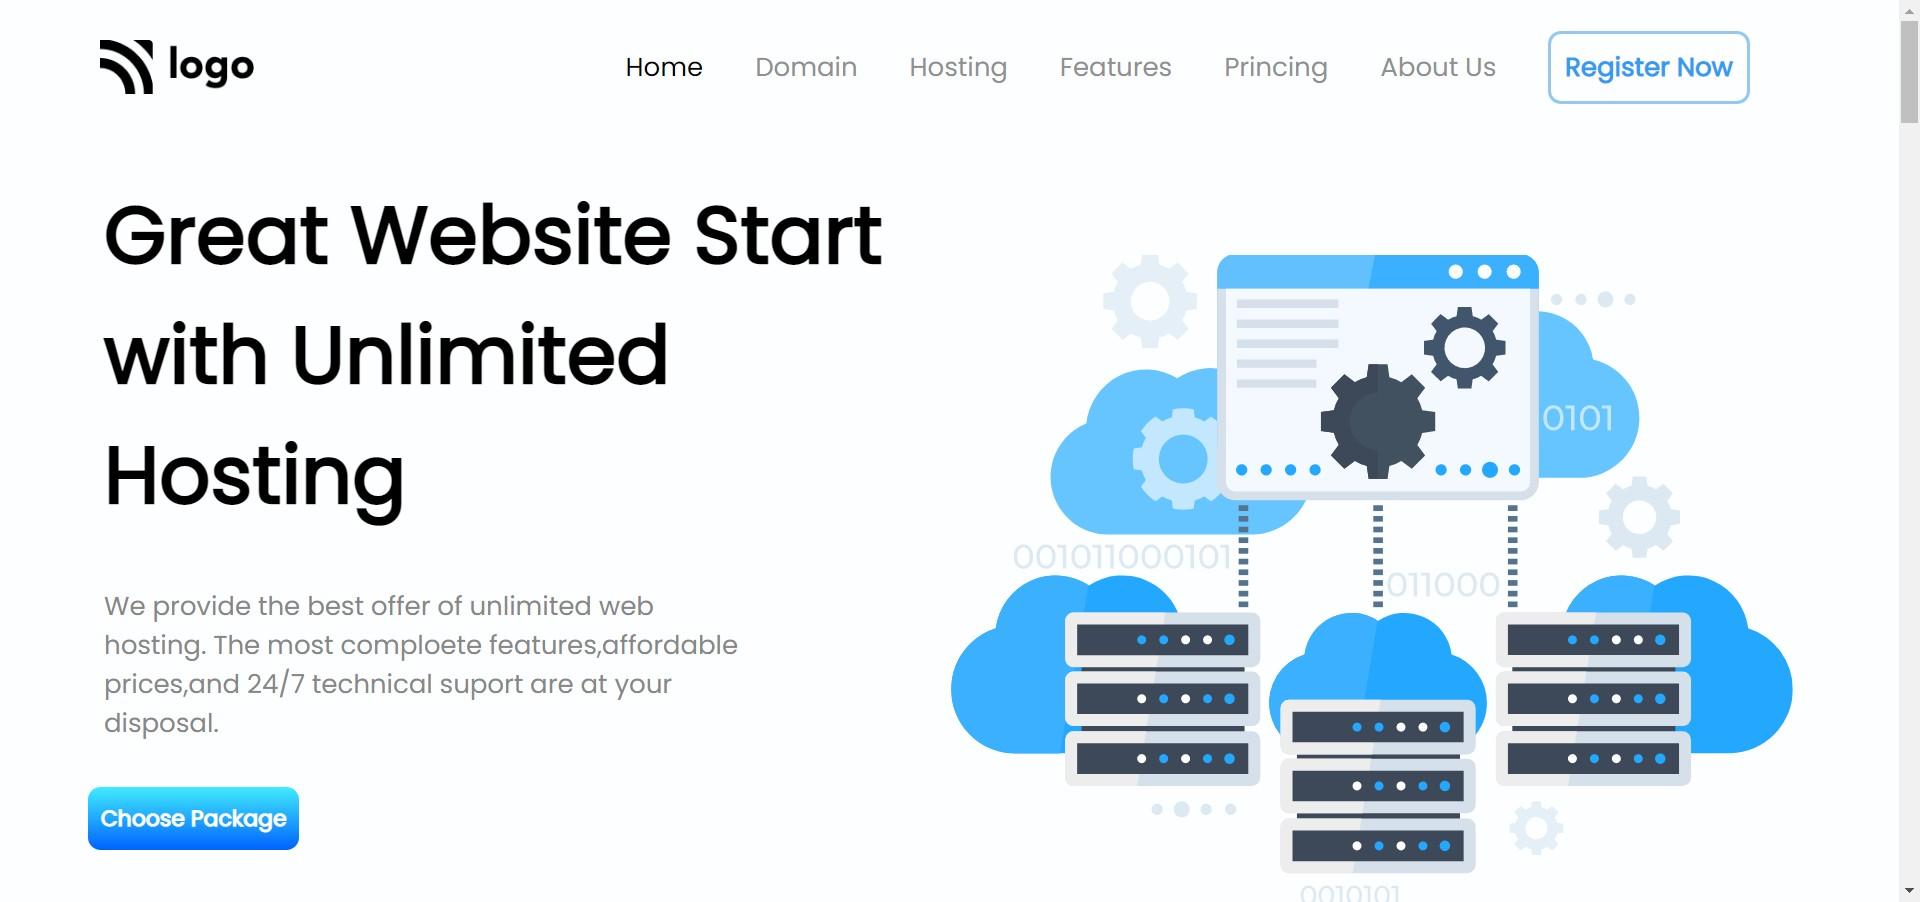 logo
Home Domain Hosting Features Princing About Us Register Now
Great Website Start
with Unlimited
Hosting
We provide the best offer of unlimited web
hosting. The most comploete features,affordable
prices,and 24/7 technical suport are at your
disposal.
Choose Package
0101
001011000101
011000
0010101